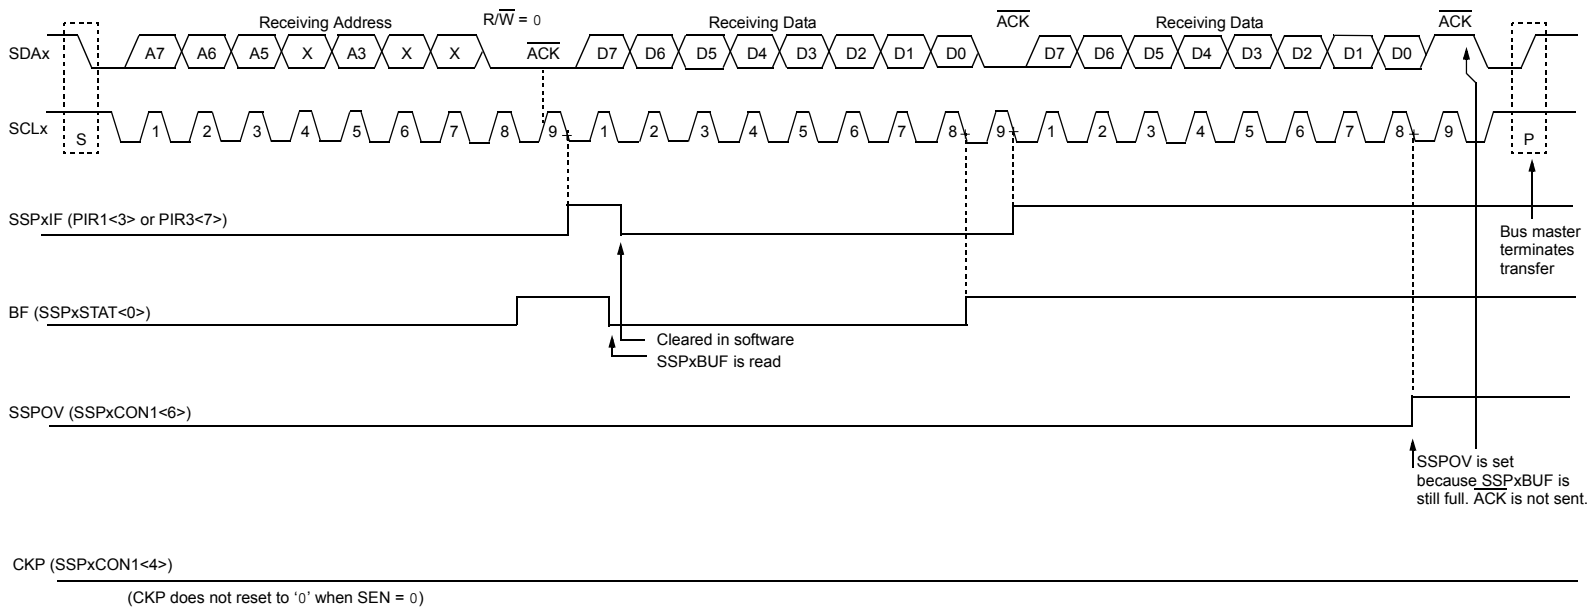 Receiving Address R/W = 0 Receiving Data ACK Receiving Data ACK
SDAx A7 A6 A5 X A3 X X ACK D7 D6 D5 D4 D3 D2 D1 D0 D7 D6 D5 D4 D3 D2 D1 D0
SCLx S 1 2 3 4 5 6 7 8 9 1 2 3 4 5 6 7 8 9 1 2 3 4 5 6 7 8 9 P
SSPxIF (PIR1<3> or PIR3<7>)
Bus master
terminates
transfer
BF (SSPxSTAT<0>)
Cleared in software
SSPxBUF is read
SSPOV (SSPxCON1<6>)
SSPOV is set
because SSPxBUF is
still full. ACK is not sent.
CKP (SSPxCON1<4>)
(CKP does not reset to ‘0’ when SEN = 0)